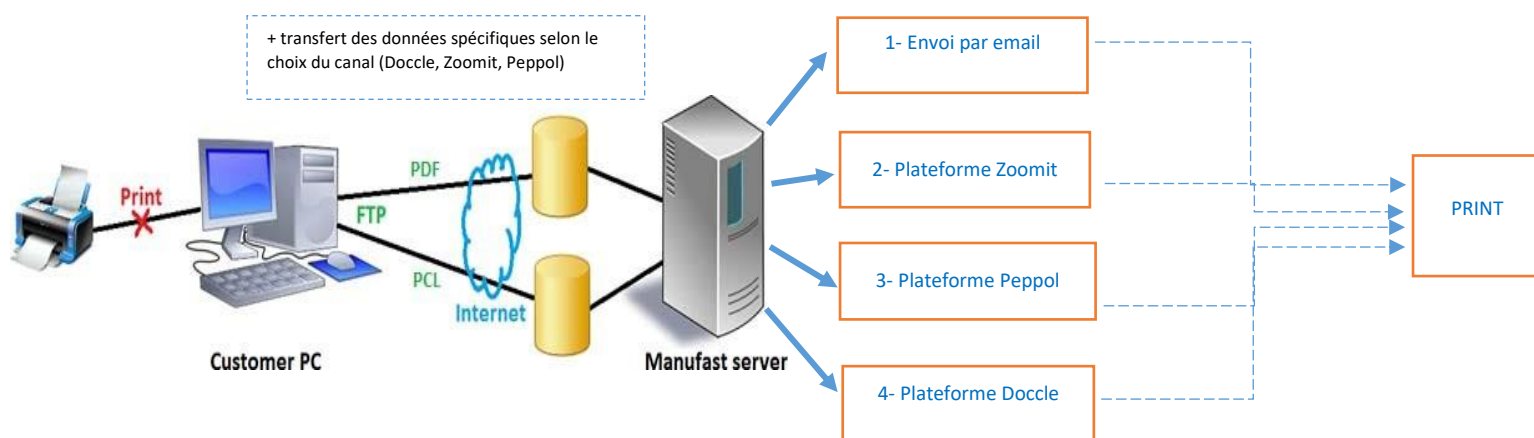 + transfert des données spécifiques selon le
choix du canal (Doccle, Zoomit, Peppol)
1- Envoi par email
2- Plateforme Zoomit
3- Plateforme Peppol
4- Plateforme Doccle
PRINT
Print
PDF
FTP
PCL
Internet
Customer PC
Manufast server